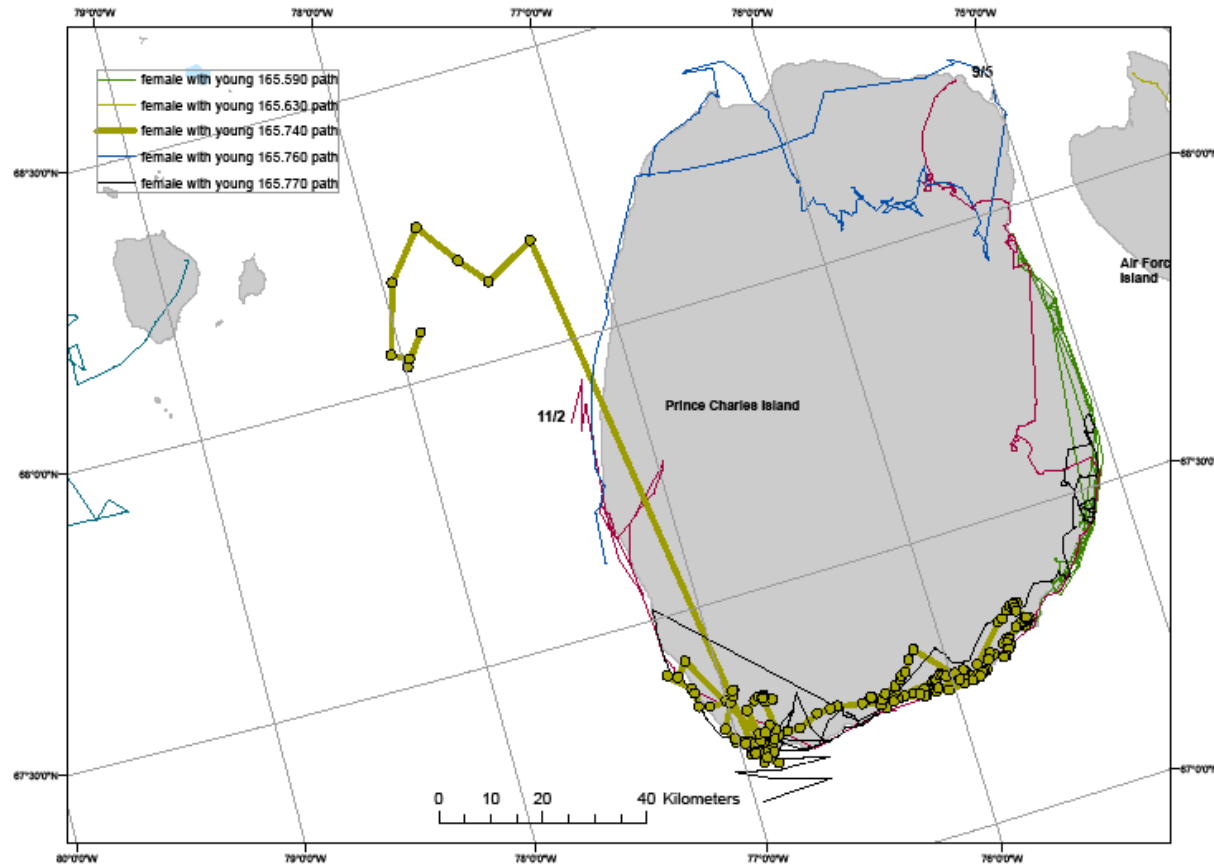 79°0'0"W
78°0'0"W
77°0'0"W
76°0'0"W
75°0'0"W
female with young 165.590 path
female with young 165.630 path
female with young 165.740 path
female with young 165.760 path
female with young 165.770 path
9/5
68°30'0"N
68°0'0"N
Air Forc
Island
Prince Charles Island
11/2
68°0'0"N
67°30'0"N
67°30'0"N
67°0'0"N
0 10 20 40 Kilometers
80°0'0"W
79°0'0"W
78°0'0"W
77°0'0"W
76°0'0"W